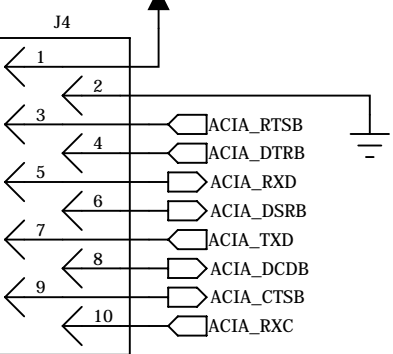 J4
1
2
3 ACIA_RTSB
4 ACIA_DTRB
5 ACIA_RXD
6 ACIA_DSRB
7 ACIA_TXD
8 ACIA_DCDB
9 ACIA_CTSB
10 ACIA_RXC